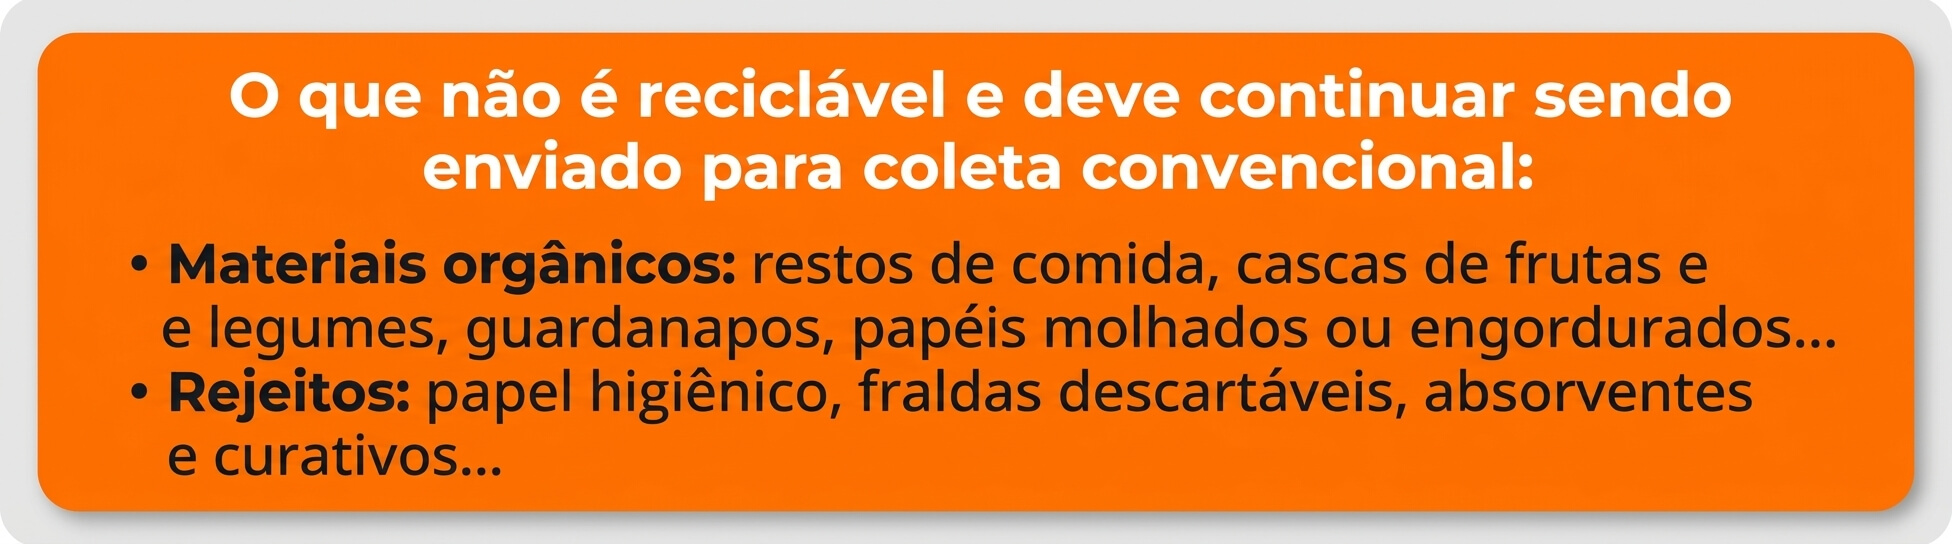 O que não é reciclável e deve continuar sendo
enviado para coleta convencional:
• Materiais orgânicos: restos de comida, cascas de frutas e
e legumes, guardanapos, papéis molhados ou engordurados...
• Rejeitos: papel higiênico, fraldas descartáveis, absorventes
e curativos...